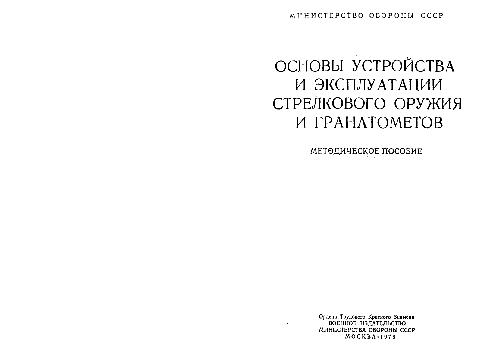 МИНИСТЕРСТВО ОБОРОНЫ СССР
ОСНОВЫ УСТРОЙСТВА
И ЭКСПЛУАТАЦИИ
СТРЕЛКОВОГО ОРУЖИЯ
И ГРАНАТОМЕТОВ
МЕТОДИЧЕСКОЕ ПОСОБИЕ
Ордена Трудового Красного Знамени
ВОЕННОЕ ИЗДАТЕЛЬСТВО
МИНИСТЕРСТВА ОБОРОНЫ СССР
МОСКВА